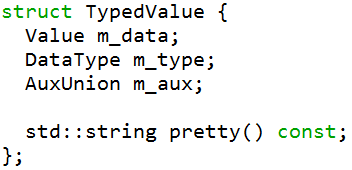 struct TypedValue {
  Value m_data;
  DataType m_type;
  AuxUnion m_aux;

  std::string pretty() const;
};